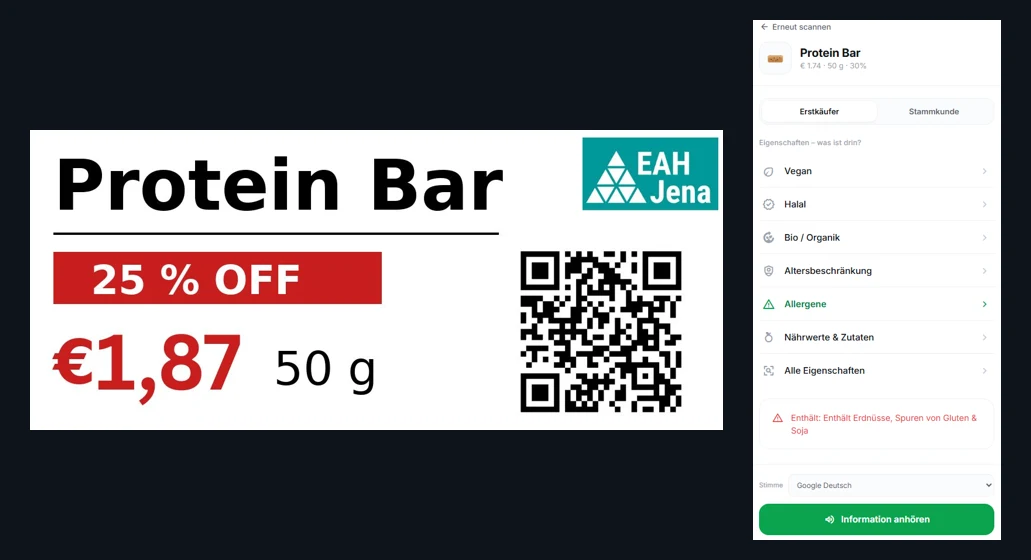 Protein Bar
EAH
Jena
25 % OFF
€1,87 50 g
Erneut scannen
Protein Bar
€ 1.74 · 50 g · 30%
Erstkäufer Stammkunde
Eigenschaften – was ist drin?
Vegan
Halal
Bio / Organik
Altersbeschränkung
Allergene
Nährwerte & Zutaten
Alle Eigenschaften
Enthält: Enthält Erdnüsse, Spuren von Gluten &
Soja
Stimme Google Deutsch
Information anhören